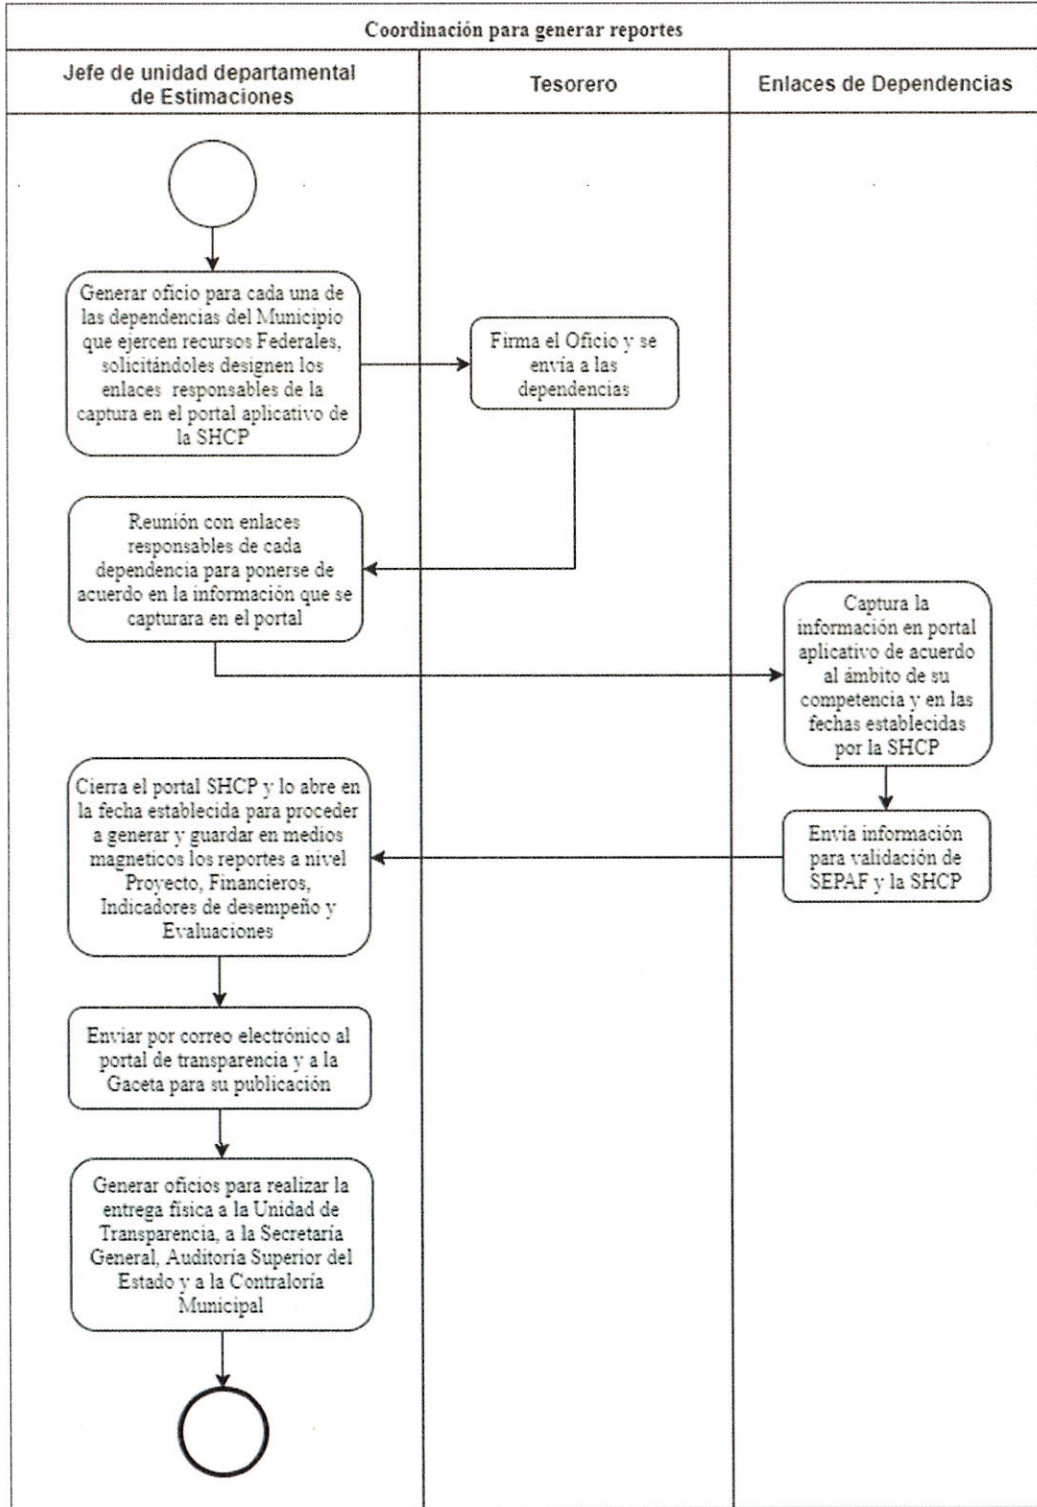 Coordinación para generar reportes
Jefe de unidad departamental
de Estimaciones
Tesorero
Enlaces de Dependencias
Generar oficio para cada una de
las dependencias del Municipio
que ejercen recursos Federales,
solicitándoles designen los
enlaces responsables de la
captura en el portal aplicativo de
la SHCP
Firma el Oficio y se
envía a las
dependencias
Reunión con enlaces
responsables de cada
dependencia para ponerse de
acuerdo en la información que se
capturara en el portal
Captura la
información en portal
aplicativo de acuerdo
al ámbito de su
competencia y en las
fechas establecidas
por la SHCP
Envía información
para validación de
SEPAF y la SHCP
Cierra el portal SHCP y lo abre en
la fecha establecida para proceder
a generar y guardar en medios
magneticos los reportes a nivel
Proyecto, Financieros,
Indicadores de desempeño y
Evaluaciones
Enviar por correo electrónico al
portal de transparencia y a la
Gaceta para su publicación
Generar oficios para realizar la
entrega física a la Unidad de
Transparencia, a la Secretaría
General, Auditoría Superior del
Estado y a la Contraloría
Municipal